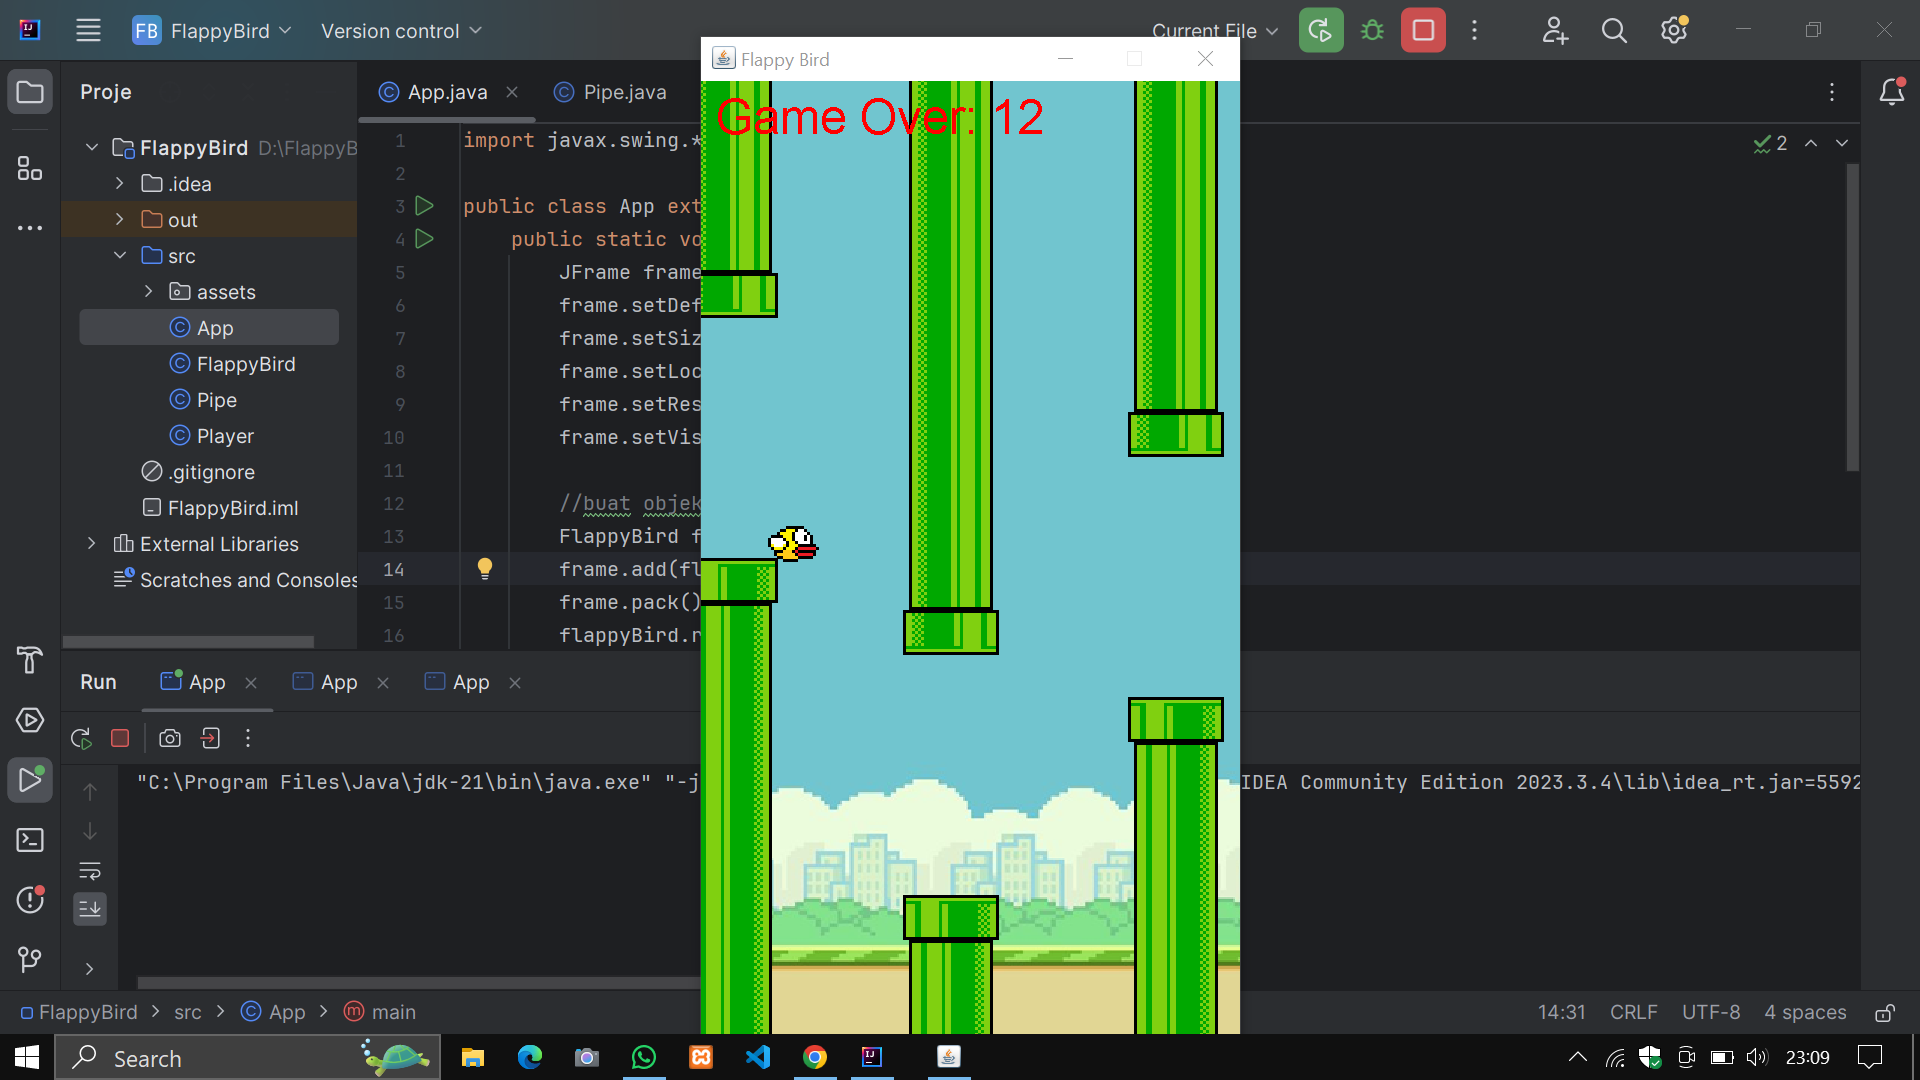 FB FlappyBird
Version control
Current File
Flappy Bird
Game Over: 12
Proje
App.java
Pipe.java
FlappyBird D:\FlappyB
.idea
out
src
assets
App
FlappyBird
Pipe
Player
.gitignore
FlappyBird.iml
External Libraries
Scratches and Consoles
1 import javax.swing.*
2
3 public class App ext
4 public static vo
5 JFrame frame
6 frame.setDef
7 frame.setSiz
8 frame.setLoc
9 frame.setRes
10 frame.setVis
11
12 //buat objek
13 FlappyBird f
14 frame.add(fl
15 frame.pack()
16 flappyBird.r
2
Run
App
App
App
"C:\Program Files\Java\jdk-21\bin\java.exe" "-j
IDEA Community Edition 2023.3.4\lib\idea_rt.jar=5592
FlappyBird > src > App > main
14:31 CRLF UTF-8 4 spaces
Search
23:09